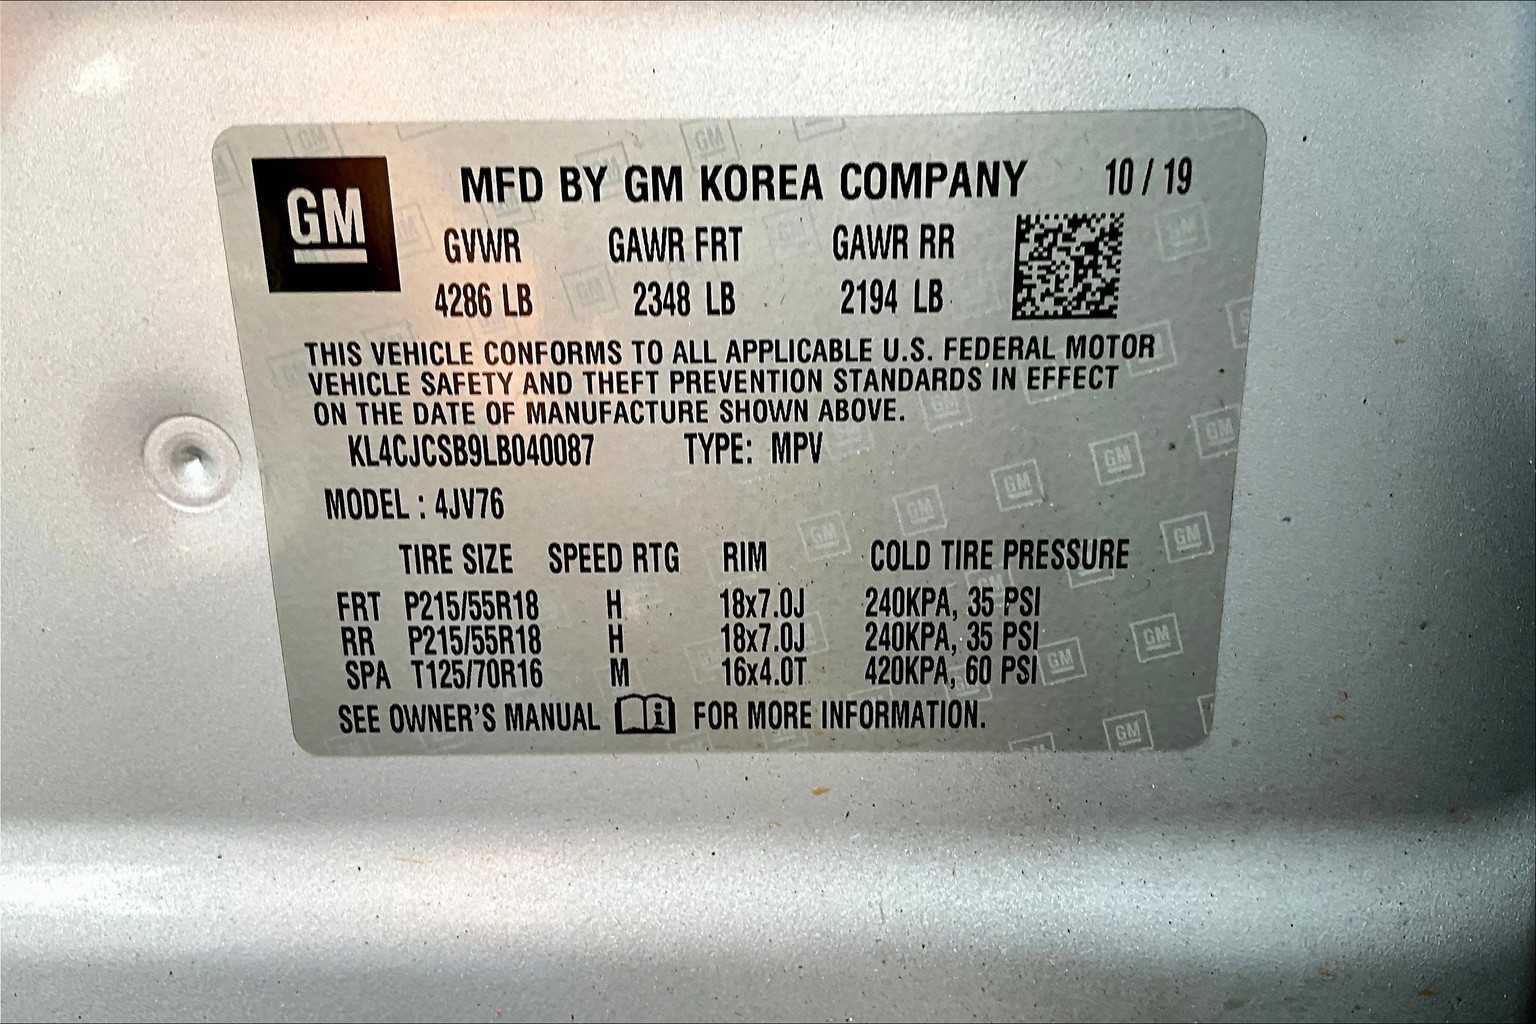 GM
MFD BY GM KOREA COMPANY 10 / 19
GVWR GAWR FRT GAWR RR
4286 LB 2348 LB 2194 LB
THIS VEHICLE CONFORMS TO ALL APPLICABLE U.S. FEDERAL MOTOR
VEHICLE SAFETY AND THEFT PREVENTION STANDARDS IN EFFECT
ON THE DATE OF MANUFACTURE SHOWN ABOVE.
KL4CJCSB9LB040087 TYPE: MPV
MODEL : 4JV76
TIRE SIZE SPEED RTG RIM COLD TIRE PRESSURE
FRT P215/55R18 H 18x7.0J 240KPA, 35 PSI
RR P215/55R18 H 18x7.0J 240KPA, 35 PSI
SPA T125/70R16 M 16x4.0T 420KPA, 60 PSI
SEE OWNER'S MANUAL FOR MORE INFORMATION.